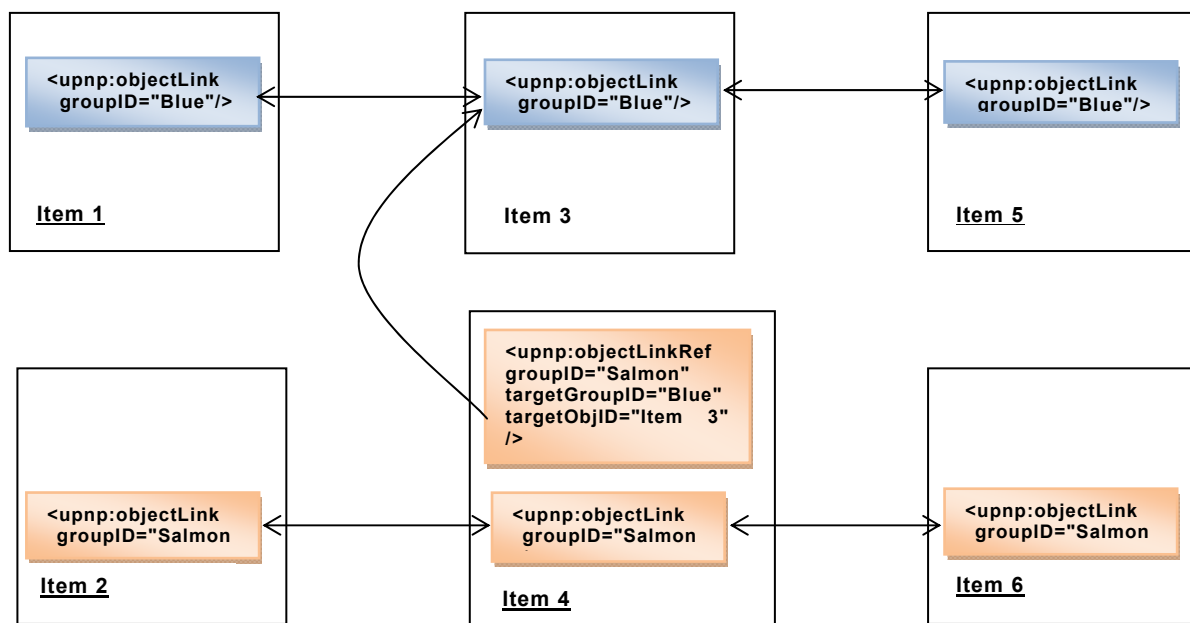 <upnp:objectLink
groupID="Blue"/>
Item 1
<upnp:objectLink
groupID="Blue"/>
Item 3
<upnp:objectLink
groupID="Blue"/>
Item 5
<upnp:objectLinkRef
groupID="Salmon"
targetGroupID="Blue"
targetObjID="Item 3"
/>
<upnp:objectLink
groupID="Salmon
Item 2
<upnp:objectLink
groupID="Salmon
Item 4
<upnp:objectLink
groupID="Salmon
Item 6